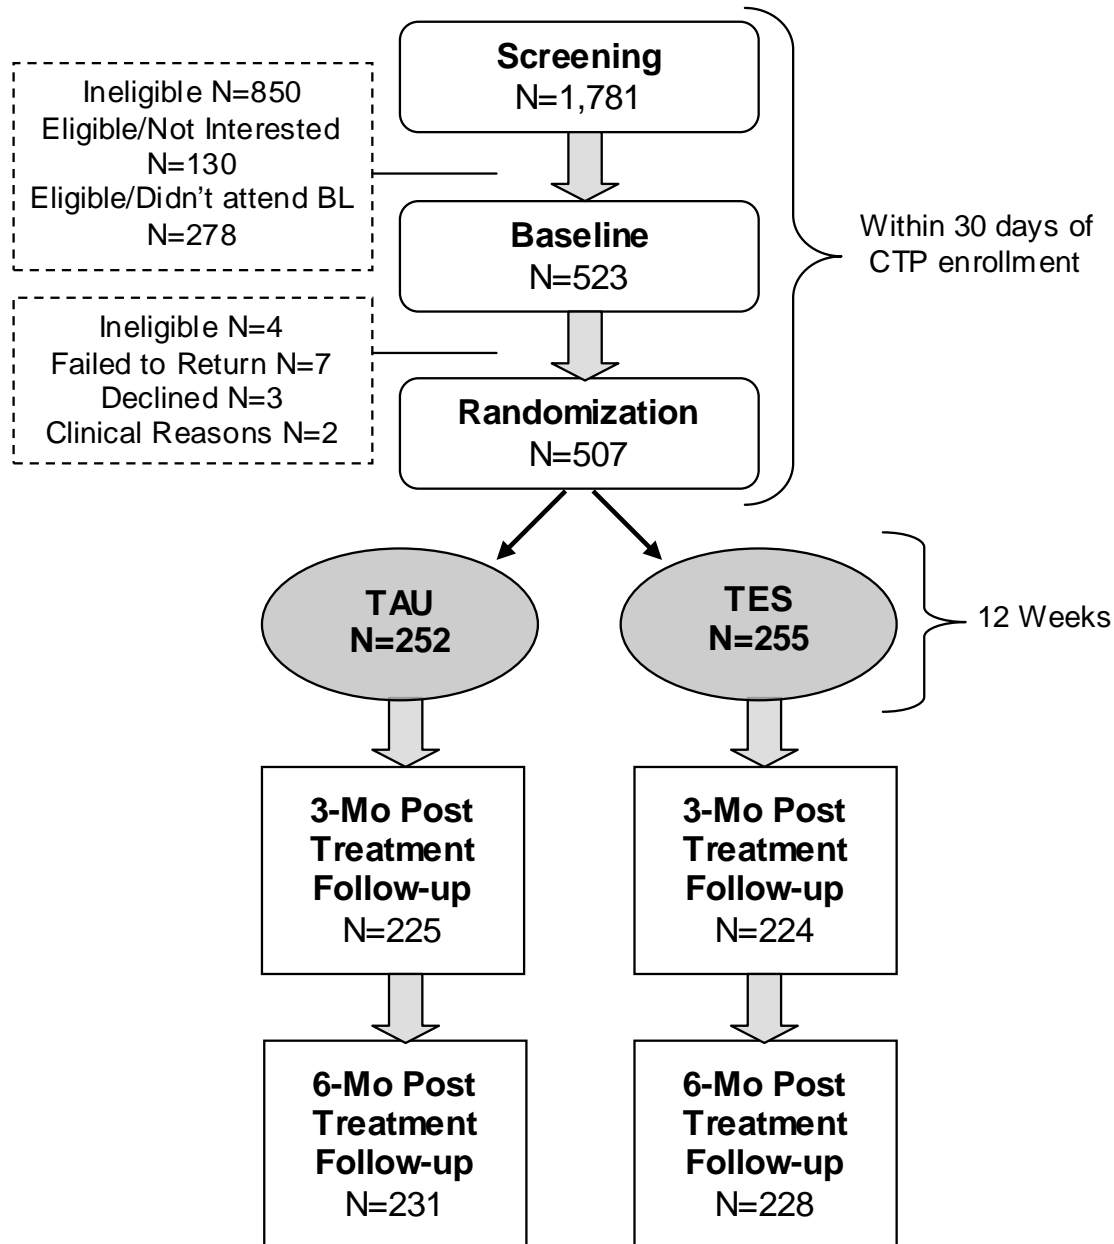 Screening
N=1,781
Ineligible N=850
Eligible/Not Interested
N=130
Eligible/Didn't attend BL
N=278
Baseline
N=523
Within 30 days of
CTP enrollment
Ineligible N=4
Failed to Return N=7
Declined N=3
Clinical Reasons N=2
Randomization
N=507
TAU
N=252
TES
N=255
12 Weeks
3-Mo Post
Treatment
Follow-up
N=225
3-Mo Post
Treatment
Follow-up
N=224
6-Mo Post
Treatment
Follow-up
N=231
6-Mo Post
Treatment
Follow-up
N=228